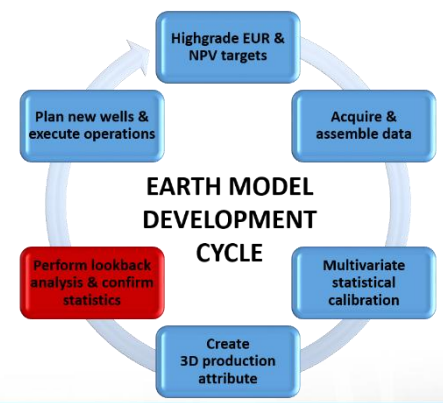 Highgrade EUR &
NPV targets
Acquire &
assemble data
Multivariate
statistical
calibration
Create
3D production
attribute
Perform lookback
analysis & confirm
statistics
Plan new wells &
execute operations
EARTH MODEL
DEVELOPMENT
CYCLE